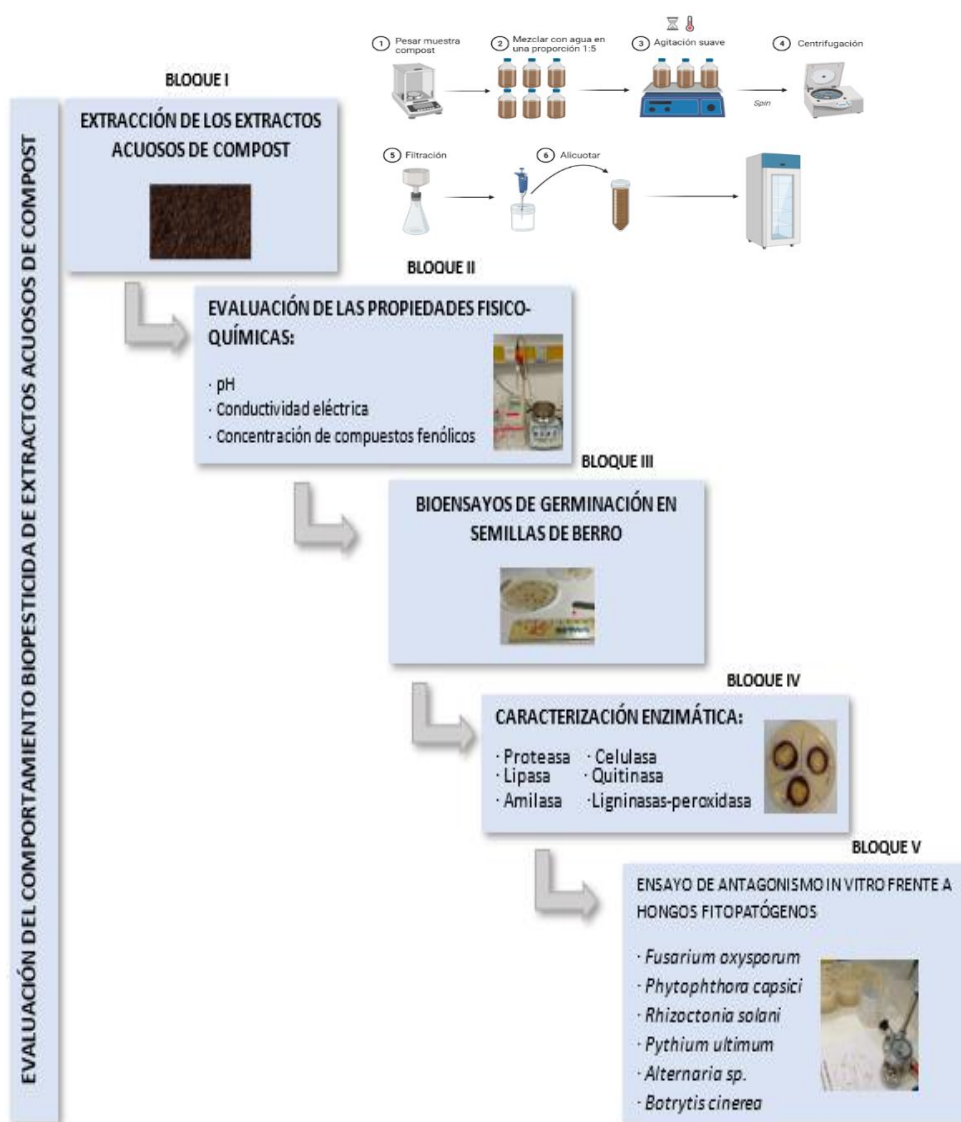 EVALUACIÓN DEL COMPORTAMIENTO BIOPESTICIDA DE EXTRACTOS ACUOSOS DE COMPOST
BLOQUE I
EXTRACCIÓN DE LOS EXTRACTOS
ACUOSOS DE COMPOST
1 Pesar muestra
compost
2 Mezclar con agua en
una proporción 1:5
3 Agitación suave
Spin
4 Centrifugación
5 Filtración
6 Alicuotar
BLOQUE II
EVALUACIÓN DE LAS PROPIEDADES FISICO-
QUÍMICAS:
· pH
· Conductividad eléctrica
· Concentración de compuestos fenólicos
BLOQUE III
BIOENSAYOS DE GERMINACIÓN EN
SEMILLAS DE BERRO
BLOQUE IV
CARACTERIZACIÓN ENZIMÁTICA:
· Proteasa · Celulasa
· Lipasa · Quitinasa
· Amilasa ·Ligninasas-peroxidasa
BLOQUE V
ENSAYO DE ANTAGONISMO IN VITRO FRENTE A
HONGOS FITOPATÓGENOS
· Fusarium oxysporum
· Phytophthora capsici
· Rhizoctonia solani
· Pythium ultimum
· Alternaria sp.
· Botrytis cinerea